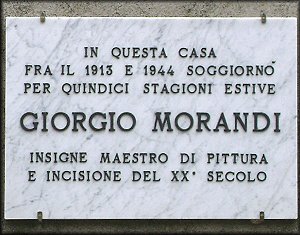 IN QUESTA CASA
FRA IL 1913 E 1944 SOGGIORNO'
PER QUINDICI STAGIONI ESTIVE
GIORGIO MORANDI
INSIGNE MAESTRO DI PITTURA
E INCISIONE DEL XX° SECOLO